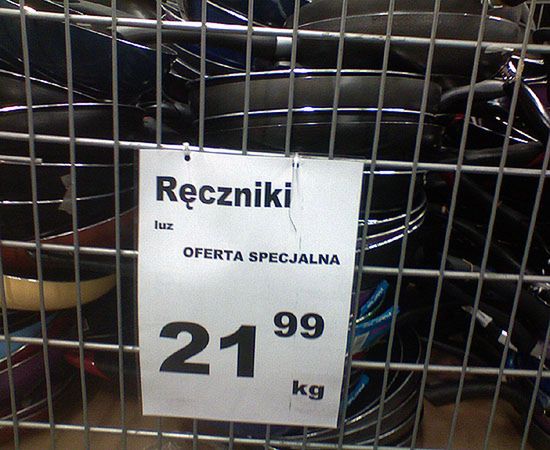 Ręczniki
luz
OFERTA SPECJALNA
21 99
kg